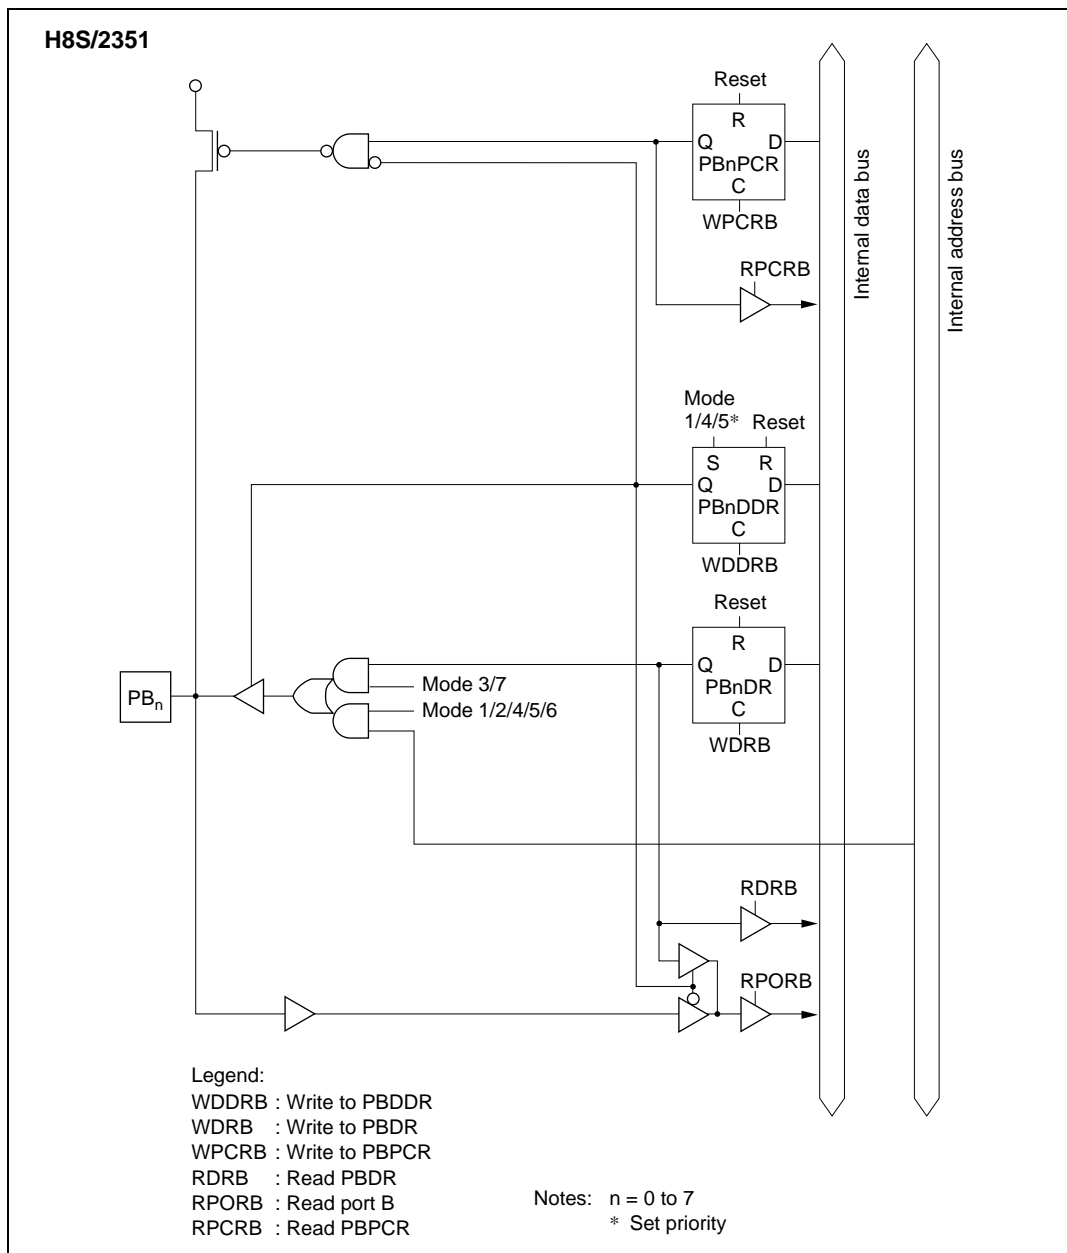 H8S/2351
Reset
R
Q D
PBnPCR
C
WPCRB
RPCRB
Internal data bus
Internal address bus
Mode
1/4/5* Reset
S R
Q D
PBnDDR
C
WDDRB
Reset
R
Q D
PBnDR
C
WDRB
Mode 3/7
Mode 1/2/4/5/6
PBn
RDRB
RPORB
Legend:
WDDRB : Write to PBDDR
WDRB : Write to PBDR
WPCRB : Write to PBPCR
RDRB : Read PBDR
RPORB : Read port B
RPCRB : Read PBPCR
Notes: n = 0 to 7
* Set priority